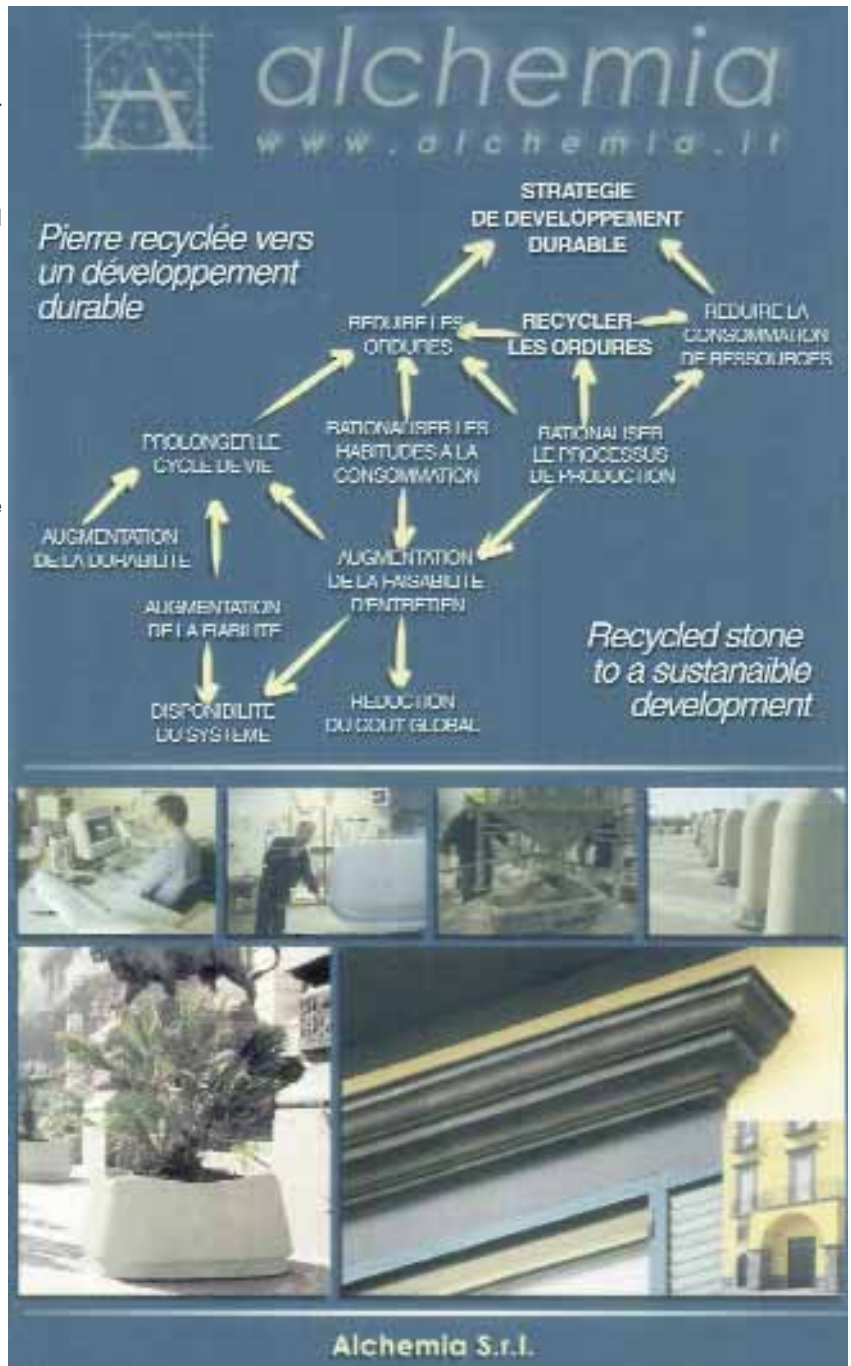 A
alchemia
www.alchemia.it
Pierre recyclée vers
un développement
durable
STRATEGIE
DE DEVELOPPEMENT
DURABLE
REDUIRE LES
ORDURES
RECYCLER
LES ORDURES
REDUIRE LA
CONSOMMATION
DE RESSOURCES
PROLONGER LE
CYCLE DE VIE
RATIONALISER LES
HABITUDES A LA
CONSOMMATION
RATIONALISER
LE PROCESSUS
DE PRODUCTION
AUGMENTATION
DE LA DURABILITE
AUGMENTATION
DE LA FIABILITE
AUGMENTATION
DE LA FAISABILITE
D'ENTRETIEN
DISPONIBILITE
DU SYSTEME
REDUCTION
DU COUT GLOBAL
Recycled stone
to a sustanaible
development
Alchemia S.r.l.